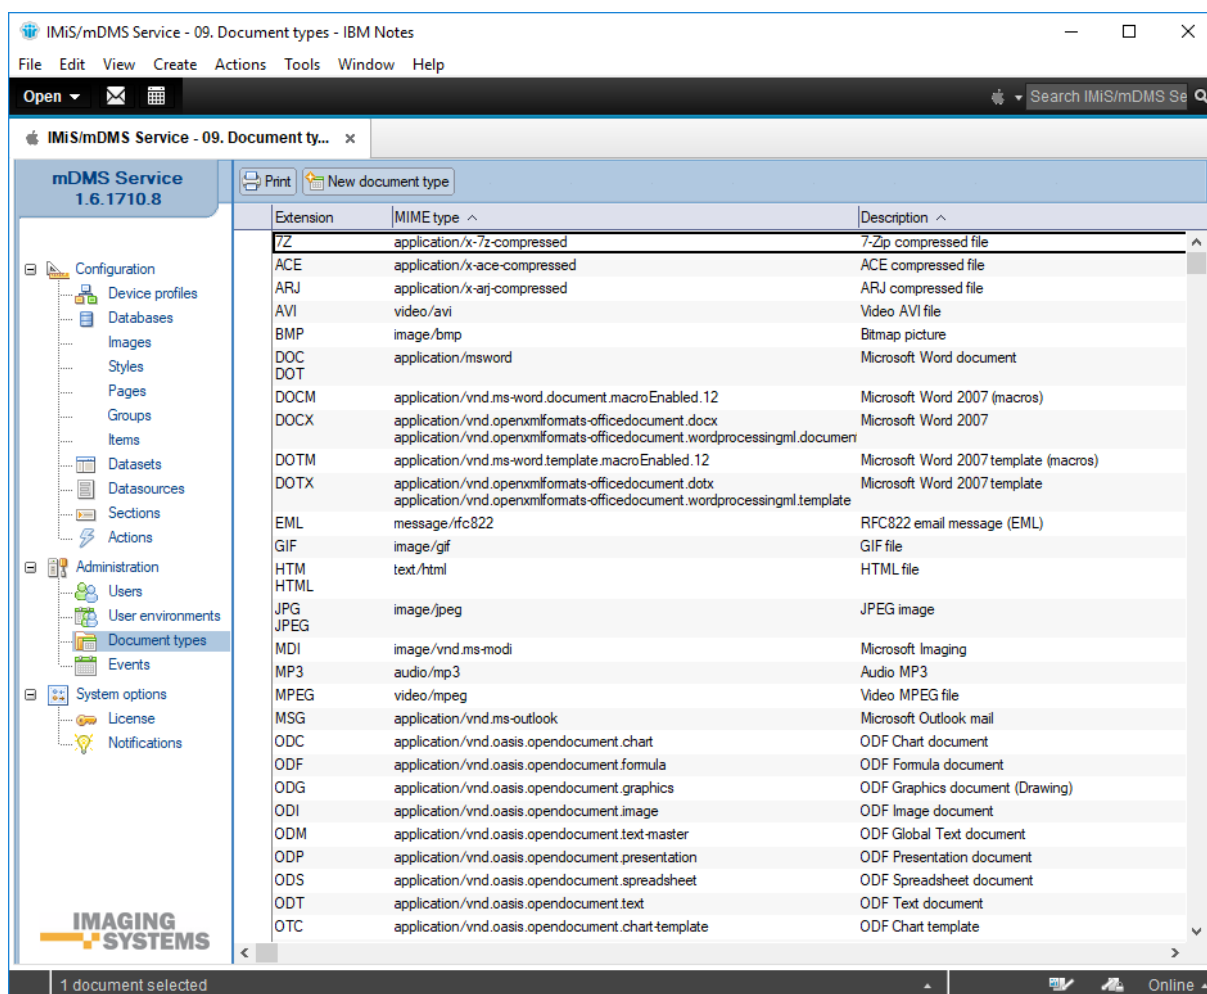 IMiS/mDMS Service - 09. Document types - IBM Notes
File Edit View Create Actions Tools Window Help
Open
Search IMiS/mDMS Se
IMiS/mDMS Service - 09. Document ty...
mDMS Service
1.6.1710.8
Configuration
Device profiles
Databases
Images
Styles
Pages
Groups
Items
Datasets
Datasources
Sections
Actions
Administration
Users
User environments
Document types
Events
System options
License
Notifications
IMAGING
SYSTEMS
Print New document type
Extension MIME type Description
7Z application/x-7z-compressed 7-Zip compressed file
ACE application/x-ace-compressed ACE compressed file
ARJ application/x-arj-compressed ARJ compressed file
AVI video/avi Video AVI file
BMP image/bmp Bitmap picture
DOC application/msword Microsoft Word document
DOT
DOCM application/vnd.ms-word.document.macroEnabled.12 Microsoft Word 2007 (macros)
DOCX application/vnd.openxmlformats-officedocument.docx Microsoft Word 2007
application/vnd.openxmlformats-officedocument.wordprocessingml.document
DOTM application/vnd.ms-word.template.macroEnabled.12 Microsoft Word 2007 template (macros)
DOTX application/vnd.openxmlformats-officedocument.dotx Microsoft Word 2007 template
application/vnd.openxmlformats-officedocument.wordprocessingml.template
EML message/rfc822 RFC822 email message (EML)
GIF image/gif GIF file
HTM text/html HTML file
HTML
JPG image/jpeg JPEG image
JPEG
MDI image/vnd.ms-modi Microsoft Imaging
MP3 audio/mp3 Audio MP3
MPEG video/mpeg Video MPEG file
MSG application/vnd.ms-outlook Microsoft Outlook mail
ODC application/vnd.oasis.opendocument.chart ODF Chart document
ODF application/vnd.oasis.opendocument.formula ODF Formula document
ODG application/vnd.oasis.opendocument.graphics ODF Graphics document (Drawing)
ODI application/vnd.oasis.opendocument.image ODF Image document
ODM application/vnd.oasis.opendocument.text-master ODF Global Text document
ODP application/vnd.oasis.opendocument.presentation ODF Presentation document
ODS application/vnd.oasis.opendocument.spreadsheet ODF Spreadsheet document
ODT application/vnd.oasis.opendocument.text ODF Text document
OTC application/vnd.oasis.opendocument.chart-template ODF Chart template
1 document selected
Online